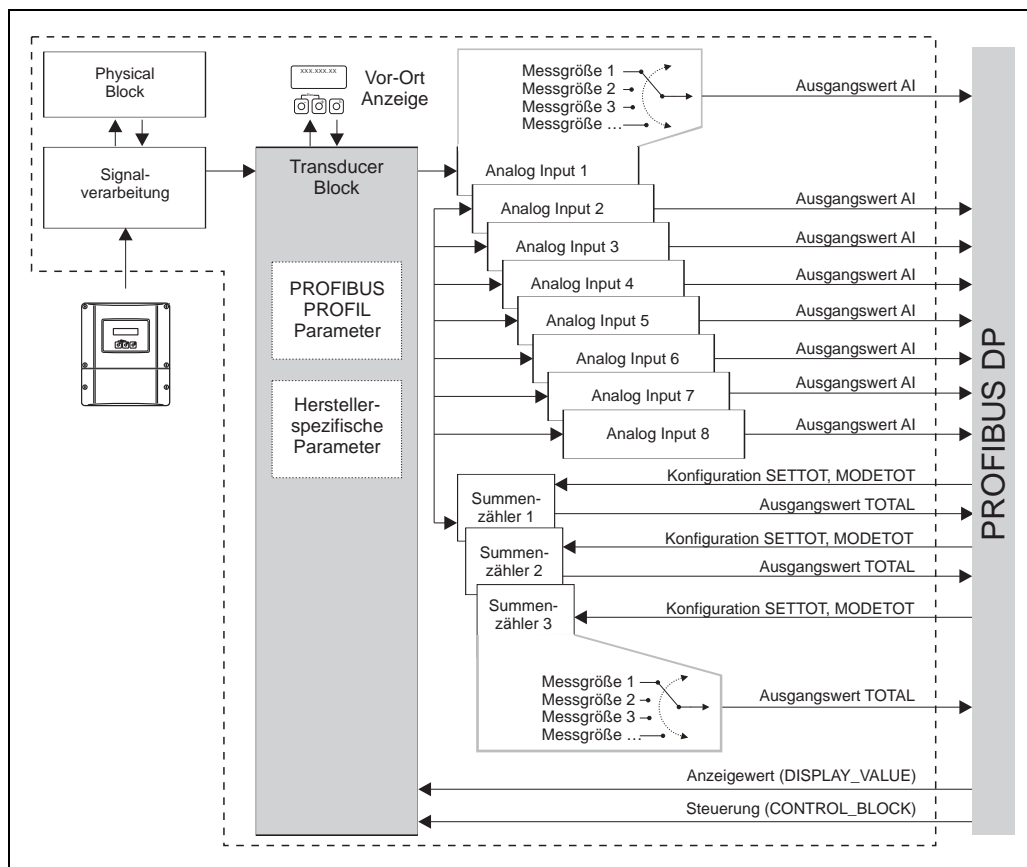 Physical
Block
Signal-
verarbeitung
XXX.XXX.XX
Vor-Ort
Anzeige
Transducer
Block
PROFIBUS
PROFIL
Parameter
Hersteller-
spezifische
Parameter
Messgröße 1
Messgröße 2
Messgröße 3
Messgröße ...
Analog Input 1
Ausgangswert AI
Analog Input 2
Ausgangswert AI
Analog Input 3
Ausgangswert AI
Analog Input 4
Ausgangswert AI
Analog Input 5
Ausgangswert AI
Analog Input 6
Ausgangswert AI
Analog Input 7
Ausgangswert AI
Analog Input 8
Ausgangswert AI
Summen-
zähler 1
Konfiguration SETTOT, MODETOT
Ausgangswert TOTAL
Summen-
zähler 2
Konfiguration SETTOT, MODETOT
Ausgangswert TOTAL
Summen-
zähler 3
Konfiguration SETTOT, MODETOT
Messgröße 1
Messgröße 2
Messgröße 3
Messgröße ...
Ausgangswert TOTAL
Anzeigewert (DISPLAY_VALUE)
Steuerung (CONTROL_BLOCK)
PROFIBUS DP